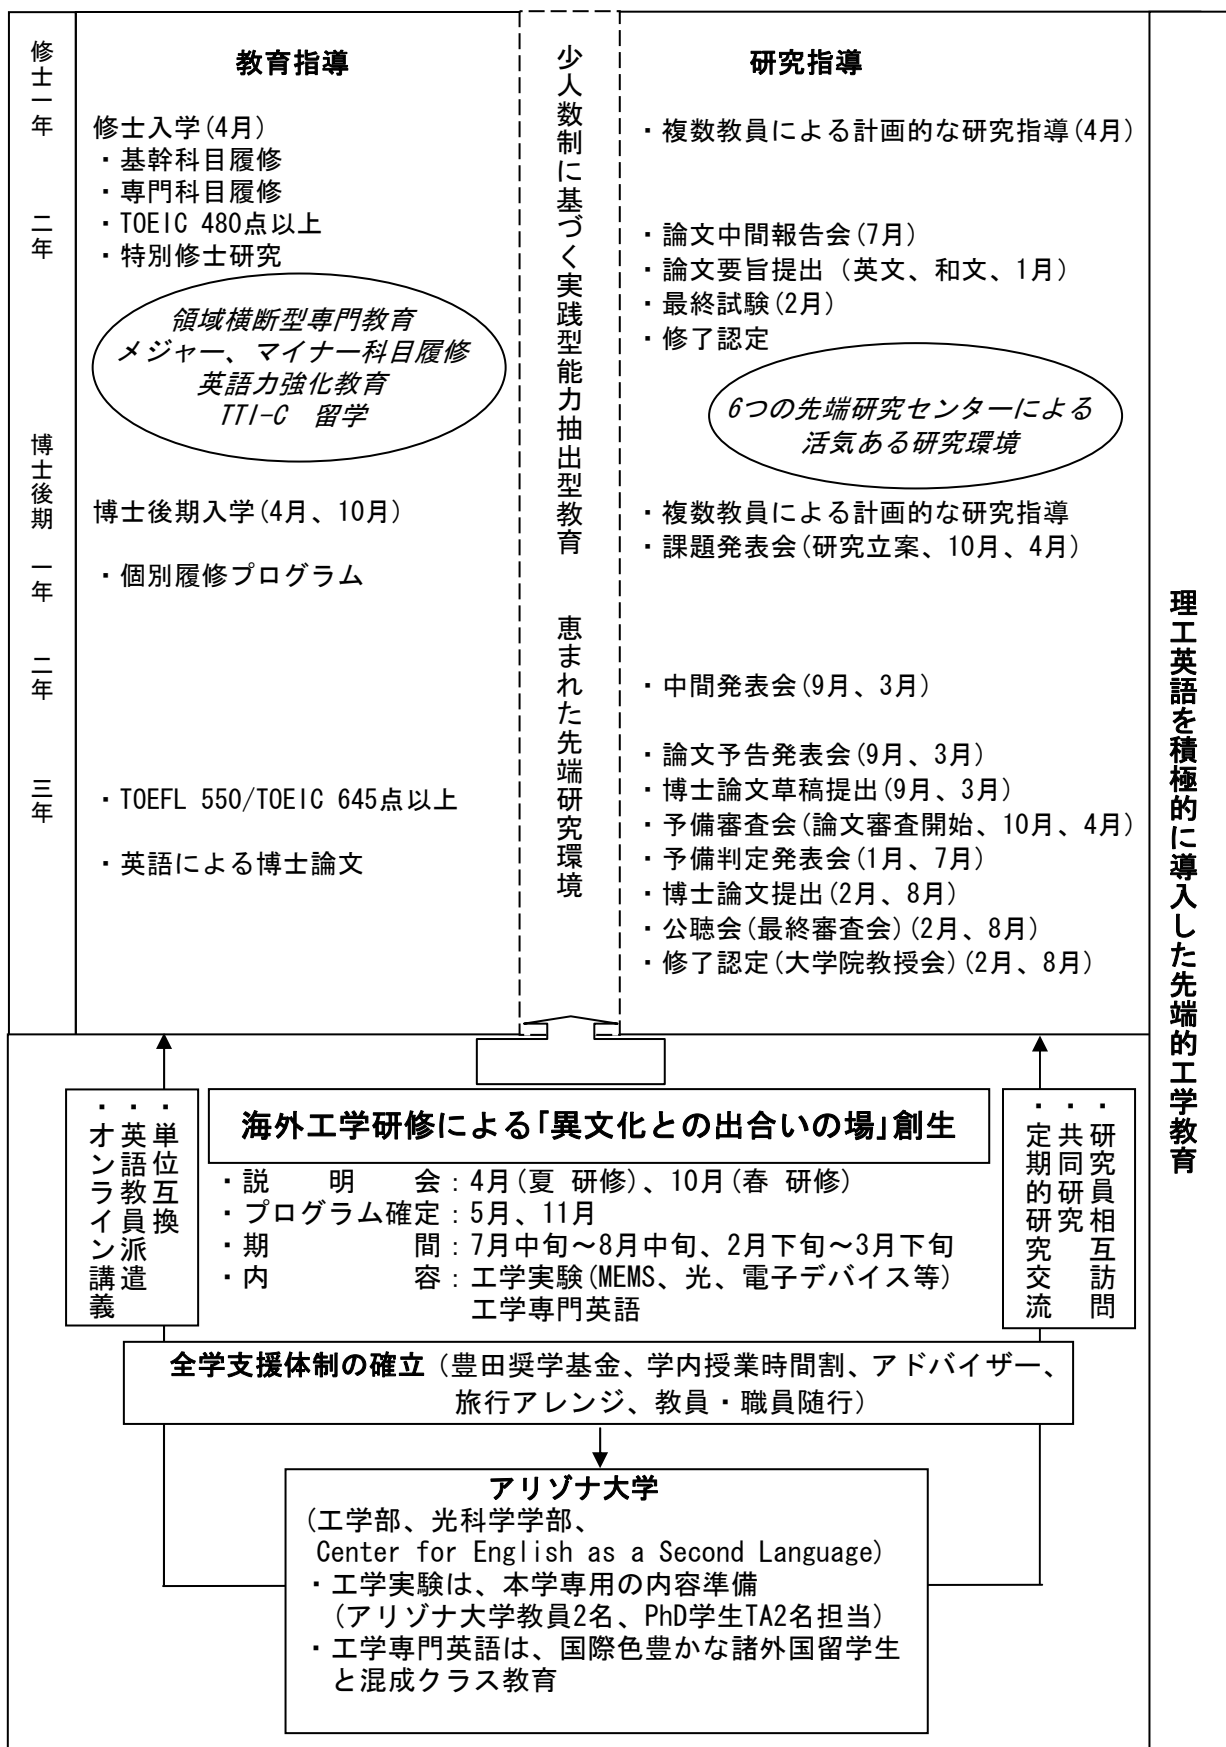 修士一年
二年
博士後期
一年
二年
三年
教育指導
修士入学(4月)
・基幹科目履修
・専門科目履修
・TOEIC 480点以上
・特別修士研究
領域横断型専門教育
メジャー、マイナー科目履修
英語力強化教育
TTI-C 留学
博士後期入学(4月、10月)
・個別履修プログラム
・TOEFL 550/TOEIC 645点以上
・英語による博士論文
少人数制に基づく実践型能力抽出型教育 恵まれた先端研究環境
研究指導
・複数教員による計画的な研究指導(4月)
・論文中間報告会(7月)
・論文要旨提出 (英文、和文、1月)
・最終試験(2月)
・修了認定
6つの先端研究センターによる
活気ある研究環境
・複数教員による計画的な研究指導
・課題発表会(研究立案、10月、4月)
・中間発表会(9月、3月)
・論文予告発表会(9月、3月)
・博士論文草稿提出(9月、3月)
・予備審査会(論文審査開始、10月、4月)
・予備判定発表会(1月、7月)
・博士論文提出(2月、8月)
・公聴会(最終審査会)(2月、8月)
・修了認定(大学院教授会)(2月、8月)
理工英語を積極的に導入した先端的工学教育
・単位互換
・英語教員派遣
・オンライン講義
海外工学研修による「異文化との出合いの場」創生
・説 明 会:4月(夏 研修)、10月(春 研修)
・プログラム確定:5月、11月
・期 間:7月中旬～8月中旬、2月下旬～3月下旬
・内 容:工学実験(MEMS、光、電子デバイス等)
工学専門英語
・研究員相互訪問
・共同研究
・定期的研究交流
全学支援体制の確立(豊田奨学基金、学内授業時間割、アドバイザー、
旅行アレンジ、教員・職員随行)
アリゾナ大学
(工学部、光科学学部、
Center for English as a Second Language)
・工学実験は、本学専用の内容準備
(アリゾナ大学教員2名、PhD学生TA2名担当)
・工学専門英語は、国際色豊かな諸外国留学生
と混成クラス教育